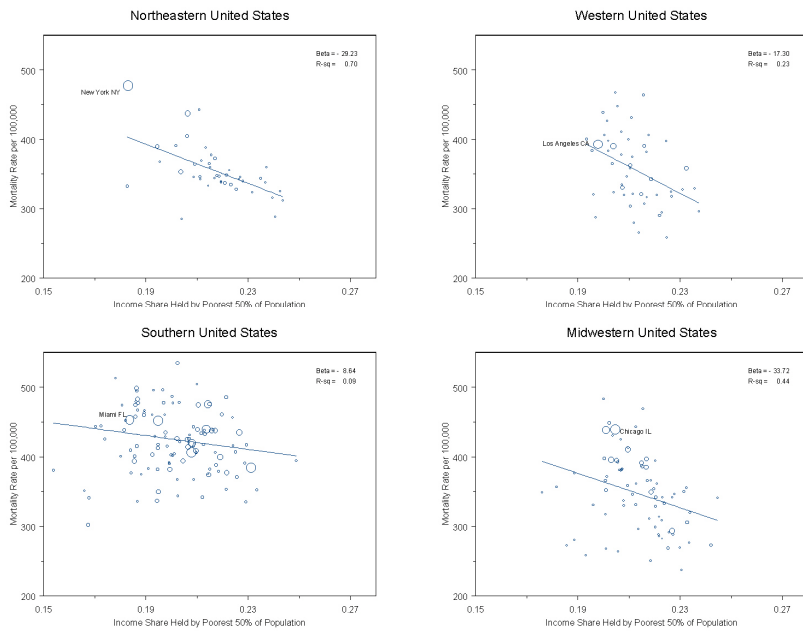 Northeastern United States
Beta = - 29.23
R-sq = 0.70
New York NY
Mortality Rate per 100,000
500
400
300
200
0.15 0.19 0.23 0.27
Income Share Held by Poorest 50% of Population
Western United States
Beta = - 17.30
R-sq = 0.23
Los Angeles CA
Mortality Rate per 100,000
500
400
300
200
0.15 0.19 0.23 0.27
Income Share Held by Poorest 50% of Population
Southern United States
Beta = - 8.64
R-sq = 0.09
Miami FL
Mortality Rate per 100,000
500
400
300
200
0.15 0.19 0.23 0.27
Income Share Held by Poorest 50% of Population
Midwestern United States
Beta = - 33.72
R-sq = 0.44
Chicago IL
Mortality Rate per 100,000
500
400
300
200
0.15 0.19 0.23 0.27
Income Share Held by Poorest 50% of Population